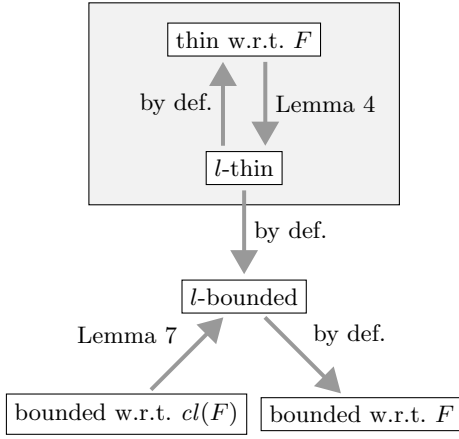 thin w.r.t. F
by def.
Lemma 4
l-thin
by def.
l-bounded
Lemma 7
by def.
bounded w.r.t. cl(F)
bounded w.r.t. F